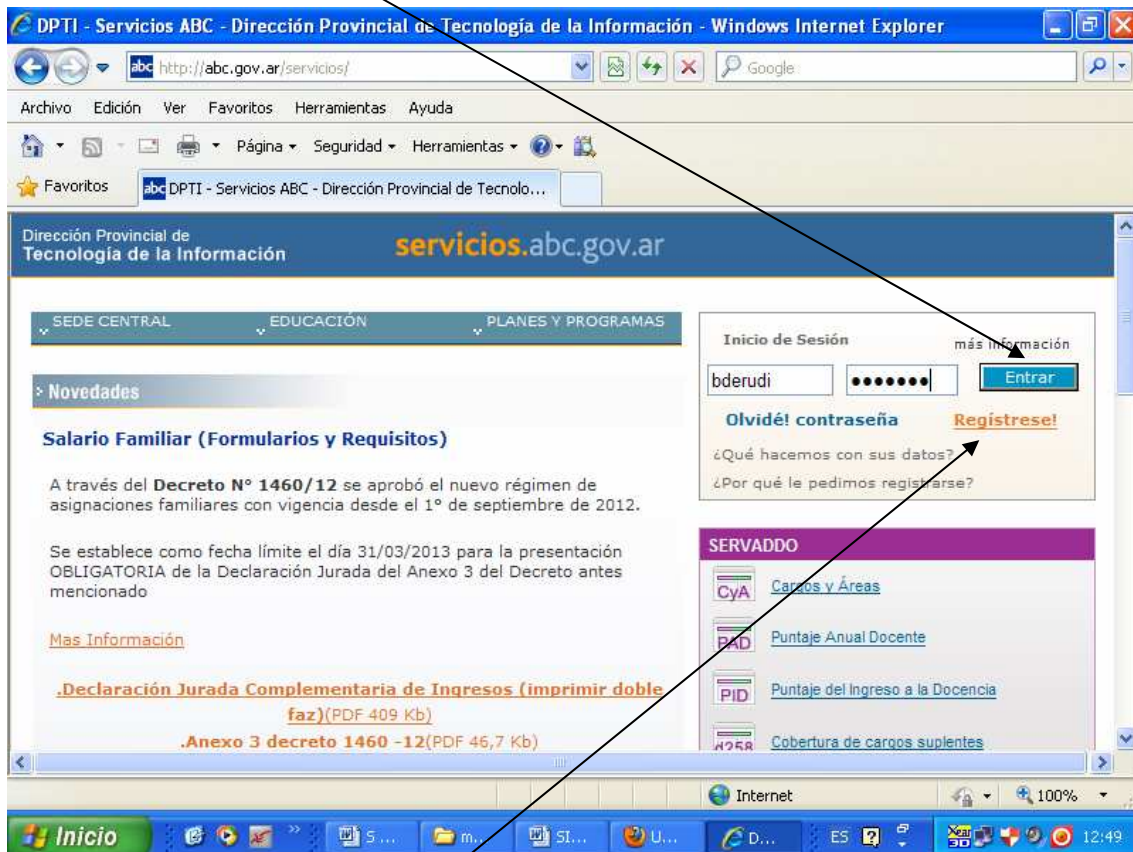 DPTI - Servicios ABC - Dirección Provincial de Tecnología de la Información - Windows Internet Explorer
abc http://abc.gov.ar/servicios/
Google
Archivo Edición Ver Favoritos Herramientas Ayuda
Página Seguridad Herramientas
Favoritos
abc DPTI - Servicios ABC - Dirección Provincial de Tecnolo...
Dirección Provincial de
Tecnología de la Información
servicios.abc.gov.ar
SEDE CENTRAL EDUCACIÓN PLANES Y PROGRAMAS
> Novedades
Salario Familiar (Formularios y Requisitos)
A través del Decreto N° 1460/12 se aprobó el nuevo régimen de
asignaciones familiares con vigencia desde el 1° de septiembre de 2012.
Se establece como fecha límite el día 31/03/2013 para la presentación
OBLIGATORIA de la Declaración Jurada del Anexo 3 del Decreto antes
mencionado
Mas Información
.Declaración Jurada Complementaria de Ingresos (imprimir doble
faz)(PDF 409 Kb)
.Anexo 3 decreto 1460 -12(PDF 46,7 Kb)
Inicio de Sesión más información
bderudi ●●●●●●● Entrar
Olvidé! contraseña Regístrese!
¿Qué hacemos con sus datos?
¿Por qué le pedimos registrarse?
SERVADDO
CyA Cargos y Áreas
PAD Puntaje Anual Docente
PID Puntaje del Ingreso a la Docencia
d258 Cobertura de cargos suplentes
Internet 100%
Inicio S ... m... SI... U... D... ES 12:49